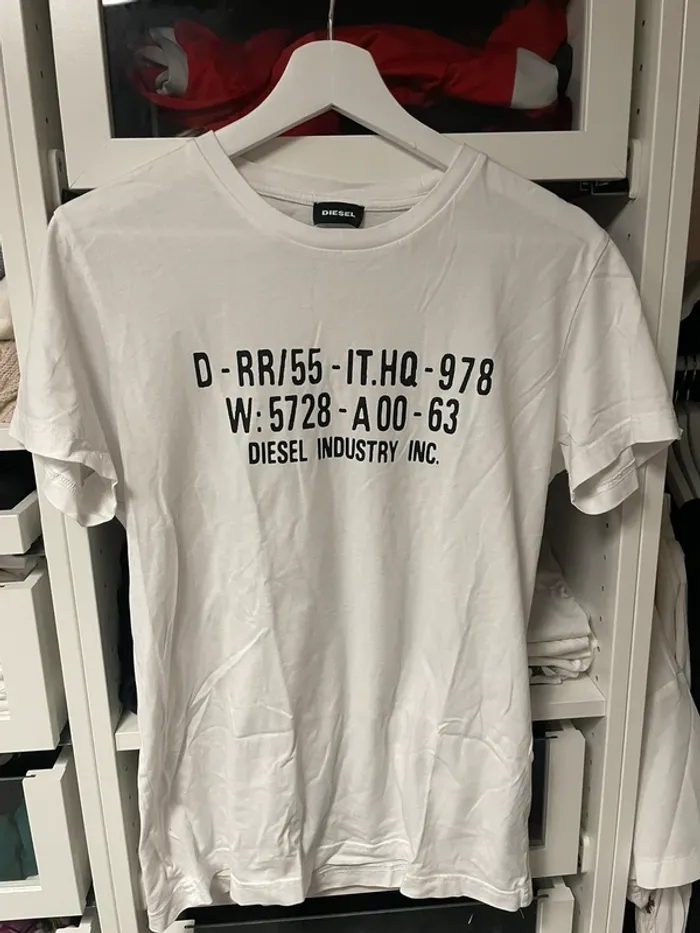 DIESEL
D-RR/55-IT.HQ-978
W:5728-A00-63
DIESEL INDUSTRY INC.